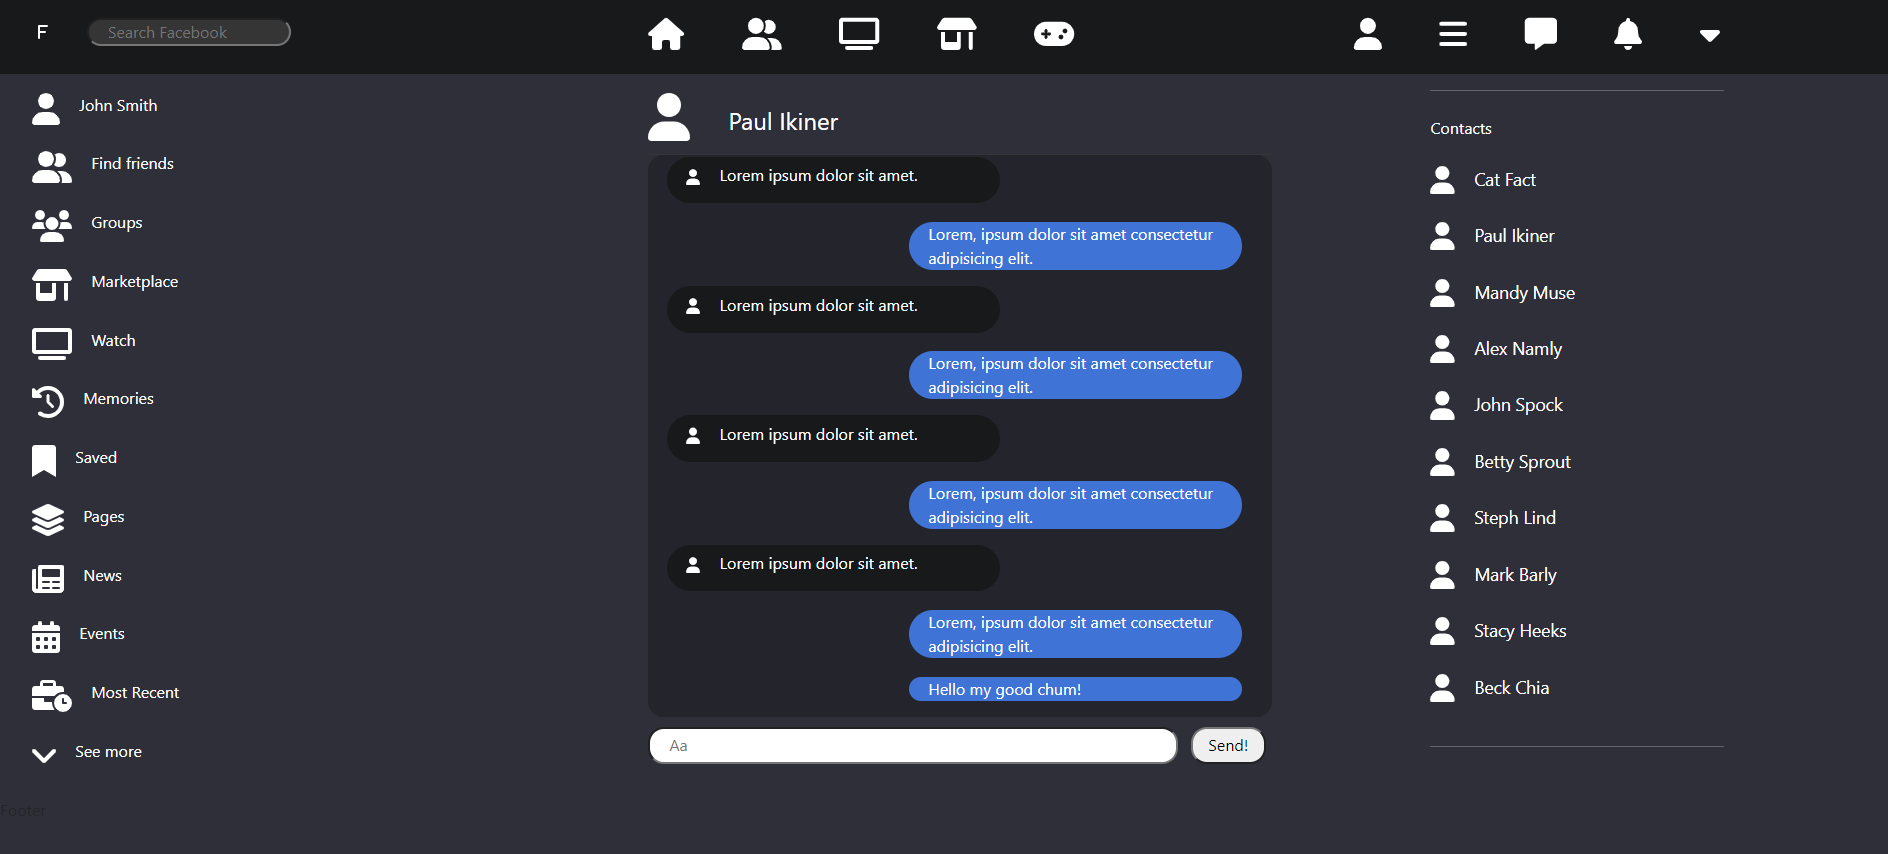 F
Search Facebook
John Smith
Find friends
Groups
Marketplace
Watch
Memories
Saved
Pages
News
Events
Most Recent
See more
Paul Ikiner
Lorem ipsum dolor sit amet.
Lorem, ipsum dolor sit amet consectetur
adipisicing elit.
Lorem ipsum dolor sit amet.
Lorem, ipsum dolor sit amet consectetur
adipisicing elit.
Lorem ipsum dolor sit amet.
Lorem, ipsum dolor sit amet consectetur
adipisicing elit.
Lorem ipsum dolor sit amet.
Lorem, ipsum dolor sit amet consectetur
adipisicing elit.
Hello my good chum!
Aa
Send!
Contacts
Cat Fact
Paul Ikiner
Mandy Muse
Alex Namly
John Spock
Betty Sprout
Steph Lind
Mark Barly
Stacy Heeks
Beck Chia
Footer